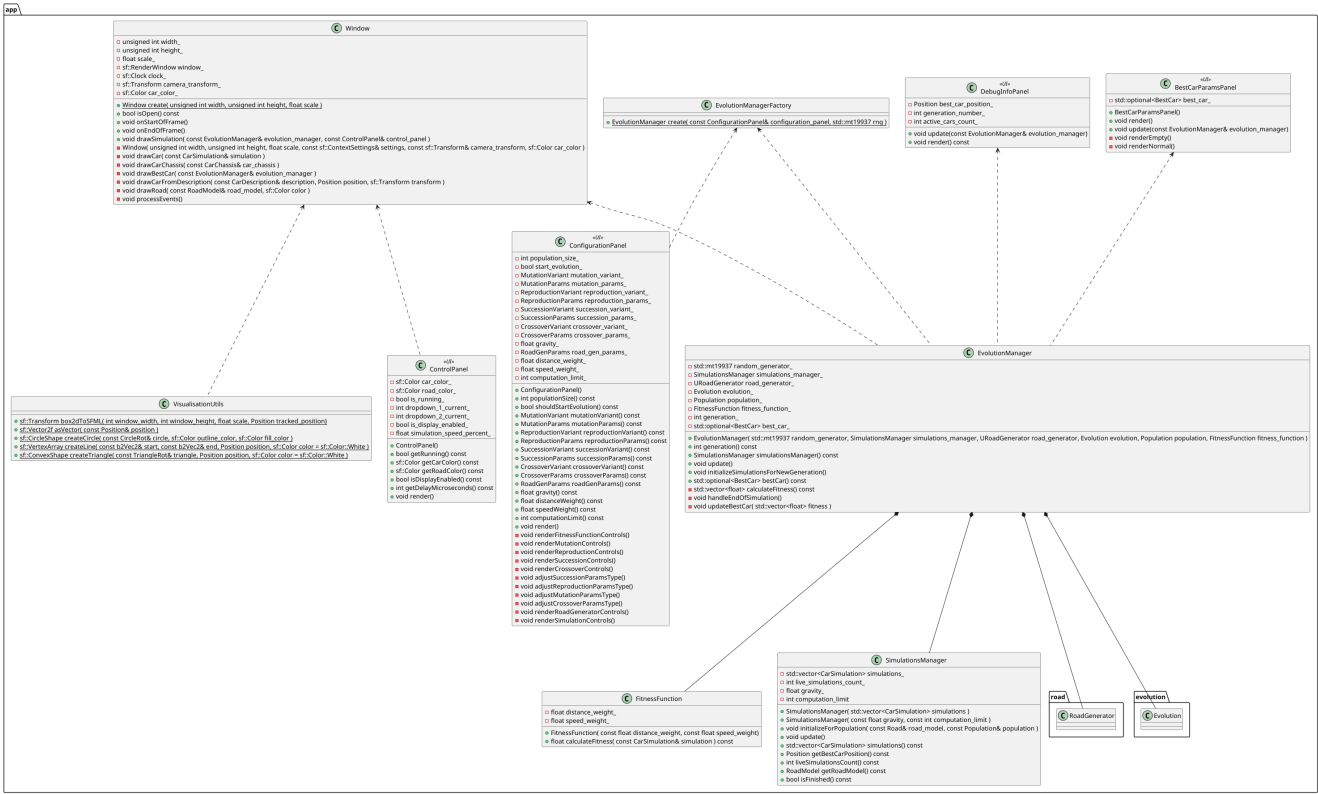 app
C Window
unsigned int width_
unsigned int height_
float scale_
sf::RenderWindow window_
sf::Clock clock_
sf::Transform camera_transform_
sf::Color car_color_
Window create( unsigned int width, unsigned int height, float scale )
bool isOpen() const
void onStartOfFrame()
void onEndOfFrame()
void drawSimulation( const EvolutionManager& evolution_manager, const ControlPanel& control_panel )
Window( unsigned int width, unsigned int height, float scale, const sf::ContextSettings& settings, const sf::Transform& camera_transform, sf::Color car_color )
void drawCar( const CarSimulation& simulation )
void drawCarChassis( const CarChassis& car_chassis )
void drawBestCar( const EvolutionManager& evolution_manager )
void drawCarFromDescription( const CarDescription& description, Position position, sf::Transform transform )
void drawRoad( const RoadModel& road_model, sf::Color color )
void processEvents()
C EvolutionManagerFactory
EvolutionManager create( const ConfigurationPanel& configuration_panel, std::mt19937 rng )
«UI»
C DebugInfoPanel
Position best_car_position_
int generation_number_
int active_cars_count_
void update(const EvolutionManager& evolution_manager)
void render() const
«UI»
C BestCarParamsPanel
std::optional<BestCar> best_car_
BestCarParamsPanel()
void render()
void update(const EvolutionManager& evolution_manager)
void renderEmpty()
void renderNormal()
C VisualisationUtils
sf::Transform box2dToSFML( int window_width, int window_height, float scale, Position tracked_position)
sf::Vector2f asVector( const Position& position )
sf::CircleShape createCircle( const CircleRot& circle, sf::Color outline_color, sf::Color fill_color )
sf::VertexArray createLine( const b2Vec2& start, const b2Vec2& end, Position position, sf::Color color = sf::Color::White )
sf::ConvexShape createTriangle( const TriangleRot& triangle, Position position, sf::Color color = sf::Color::White )
«UI»
C ControlPanel
sf::Color car_color_
sf::Color road_color_
bool is_running_
int dropdown_1_current_
int dropdown_2_current_
bool is_display_enabled_
float simulation_speed_percent_
ControlPanel()
bool getRunning() const
sf::Color getCarColor() const
sf::Color getRoadColor() const
bool isDisplayEnabled() const
int getDelayMicroseconds() const
void render()
«UI»
C ConfigurationPanel
int population_size_
bool start_evolution_
MutationVariant mutation_variant_
MutationParams mutation_params_
ReproductionVariant reproduction_variant_
ReproductionParams reproduction_params_
SuccessionVariant succession_variant_
SuccessionParams succession_params_
CrossoverVariant crossover_variant_
CrossoverParams crossover_params_
float gravity_
RoadGenParams road_gen_params_
float distance_weight_
float speed_weight_
int computation_limit_
ConfigurationPanel()
int populationSize() const
bool shouldStartEvolution() const
MutationVariant mutationVariant() const
MutationParams mutationParams() const
ReproductionVariant reproductionVariant() const
ReproductionParams reproductionParams() const
SuccessionVariant successionVariant() const
SuccessionParams successionParams() const
CrossoverVariant crossoverVariant() const
CrossoverParams crossoverParams() const
RoadGenParams roadGenParams() const
float gravity() const
float distanceWeight() const
float speedWeight() const
int computationLimit() const
void render()
void renderFitnessFunctionControls()
void renderMutationControls()
void renderReproductionControls()
void renderSuccessionControls()
void renderCrossoverControls()
void adjustSuccessionParamsType()
void adjustReproductionParamsType()
void adjustMutationParamsType()
void adjustCrossoverParamsType()
void renderRoadGeneratorControls()
void renderSimulationControls()
C EvolutionManager
std::mt19937 random_generator_
SimulationsManager simulations_manager_
URoadGenerator road_generator_
Evolution evolution_
Population population_
FitnessFunction fitness_function_
int generation_
std::optional<BestCar> best_car_
EvolutionManager( std::mt19937 random_generator, SimulationsManager simulations_manager, URoadGenerator road_generator, Evolution evolution, Population population, FitnessFunction fitness_function )
int generation() const
SimulationsManager simulationsManager() const
void update()
void initializeSimulationsForNewGeneration()
std::optional<BestCar> bestCar() const
std::vector<float> calculateFitness() const
void handleEndOfSimulation()
void updateBestCar( std::vector<float> fitness )
C FitnessFunction
float distance_weight_
float speed_weight_
FitnessFunction( const float distance_weight, const float speed_weight)
float calculateFitness( const CarSimulation& simulation ) const
C SimulationsManager
std::vector<CarSimulation> simulations_
int live_simulations_count_
float gravity_
int computation_limit
SimulationsManager( std::vector<CarSimulation> simulations )
SimulationsManager( const float gravity, const int computation_limit )
void initializeForPopulation( const Road& road_model, const Population& population )
void update()
std::vector<CarSimulation> simulations() const
Position getBestCarPosition() const
int liveSimulationsCount() const
RoadModel getRoadModel() const
bool isFinished() const
road
C RoadGenerator
evolution
C Evolution